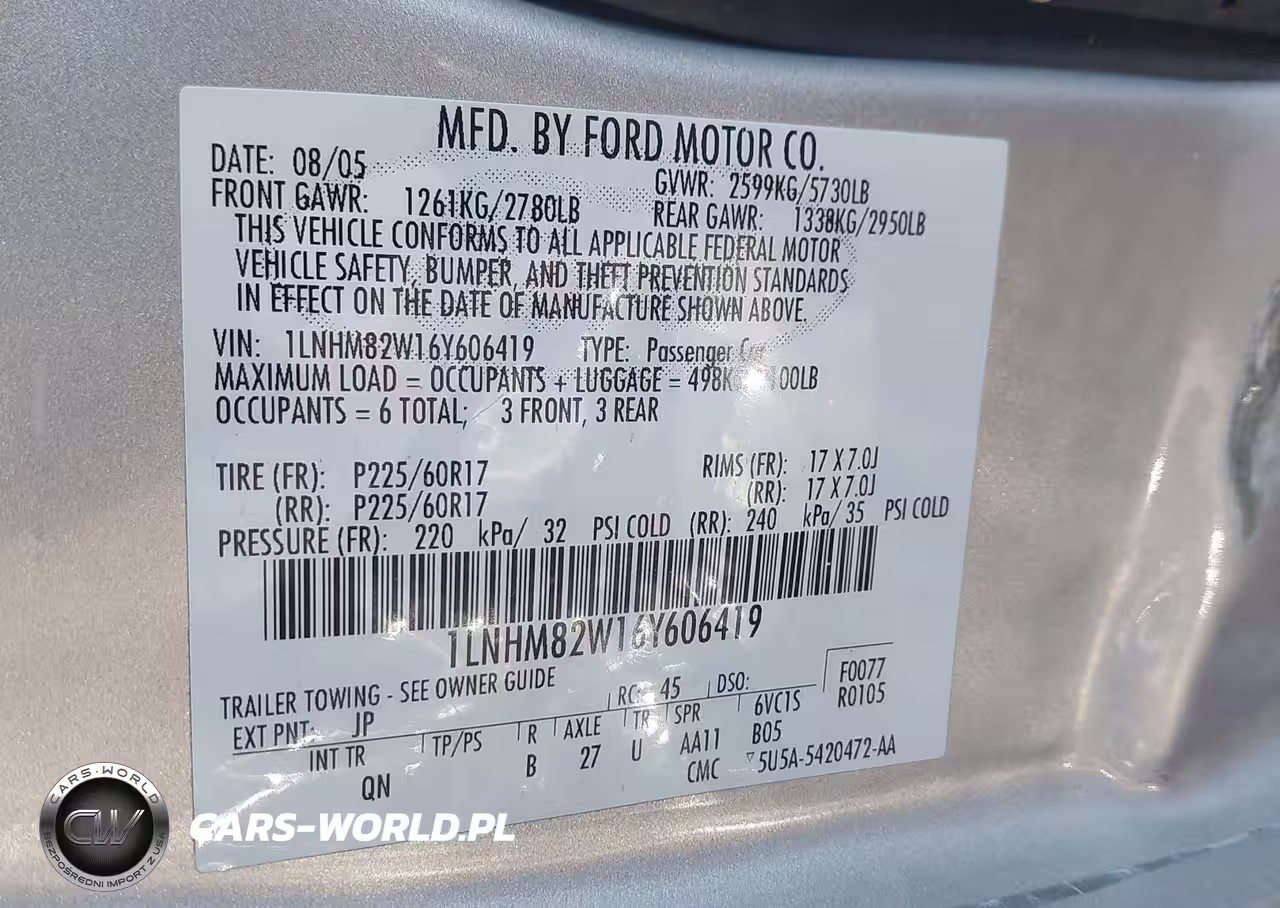 MFD. BY FORD MOTOR CO.
DATE: 08/05
GVWR: 2599KG/5730LB
FRONT GAWR: 1261KG/2780LB
REAR GAWR: 1338KG/2950LB
THIS VEHICLE CONFORMS TO ALL APPLICABLE FEDERAL MOTOR
VEHICLE SAFETY, BUMPER, AND THEFT PREVENTION STANDARDS
IN EFFECT ON THE DATE OF MANUFACTURE SHOWN ABOVE.
VIN: 1LNHM82W16Y606419 TYPE: Passenger
MAXIMUM LOAD = OCCUPANTS + LUGGAGE =
OCCUPANTS = 6 TOTAL; 3 FRONT, 3 REAR
TIRE (FR): P225/60R17 RIMS (FR): 17 X 7.0J
(RR): P225/60R17 (RR): 17 X 7.0J
PRESSURE (FR): 220 kPa/ 32 PSI COLD (RR): 240 kPa/ 35 PSI COLD
1LNHM82W16Y606419
TRAILER TOWING - SEE OWNER GUIDE
EXT PNT: JP RC: 45 DSO: F0077
R0105
INT TR TP/PS R AXLE TR SPR 6VC1S
QN B 27 U AA11 B05
CMC 5U5A-5420472-AA
CARS-WORLD
CW
BEZPOŚREDNI IMPORT Z USA
CARS-WORLD.PL